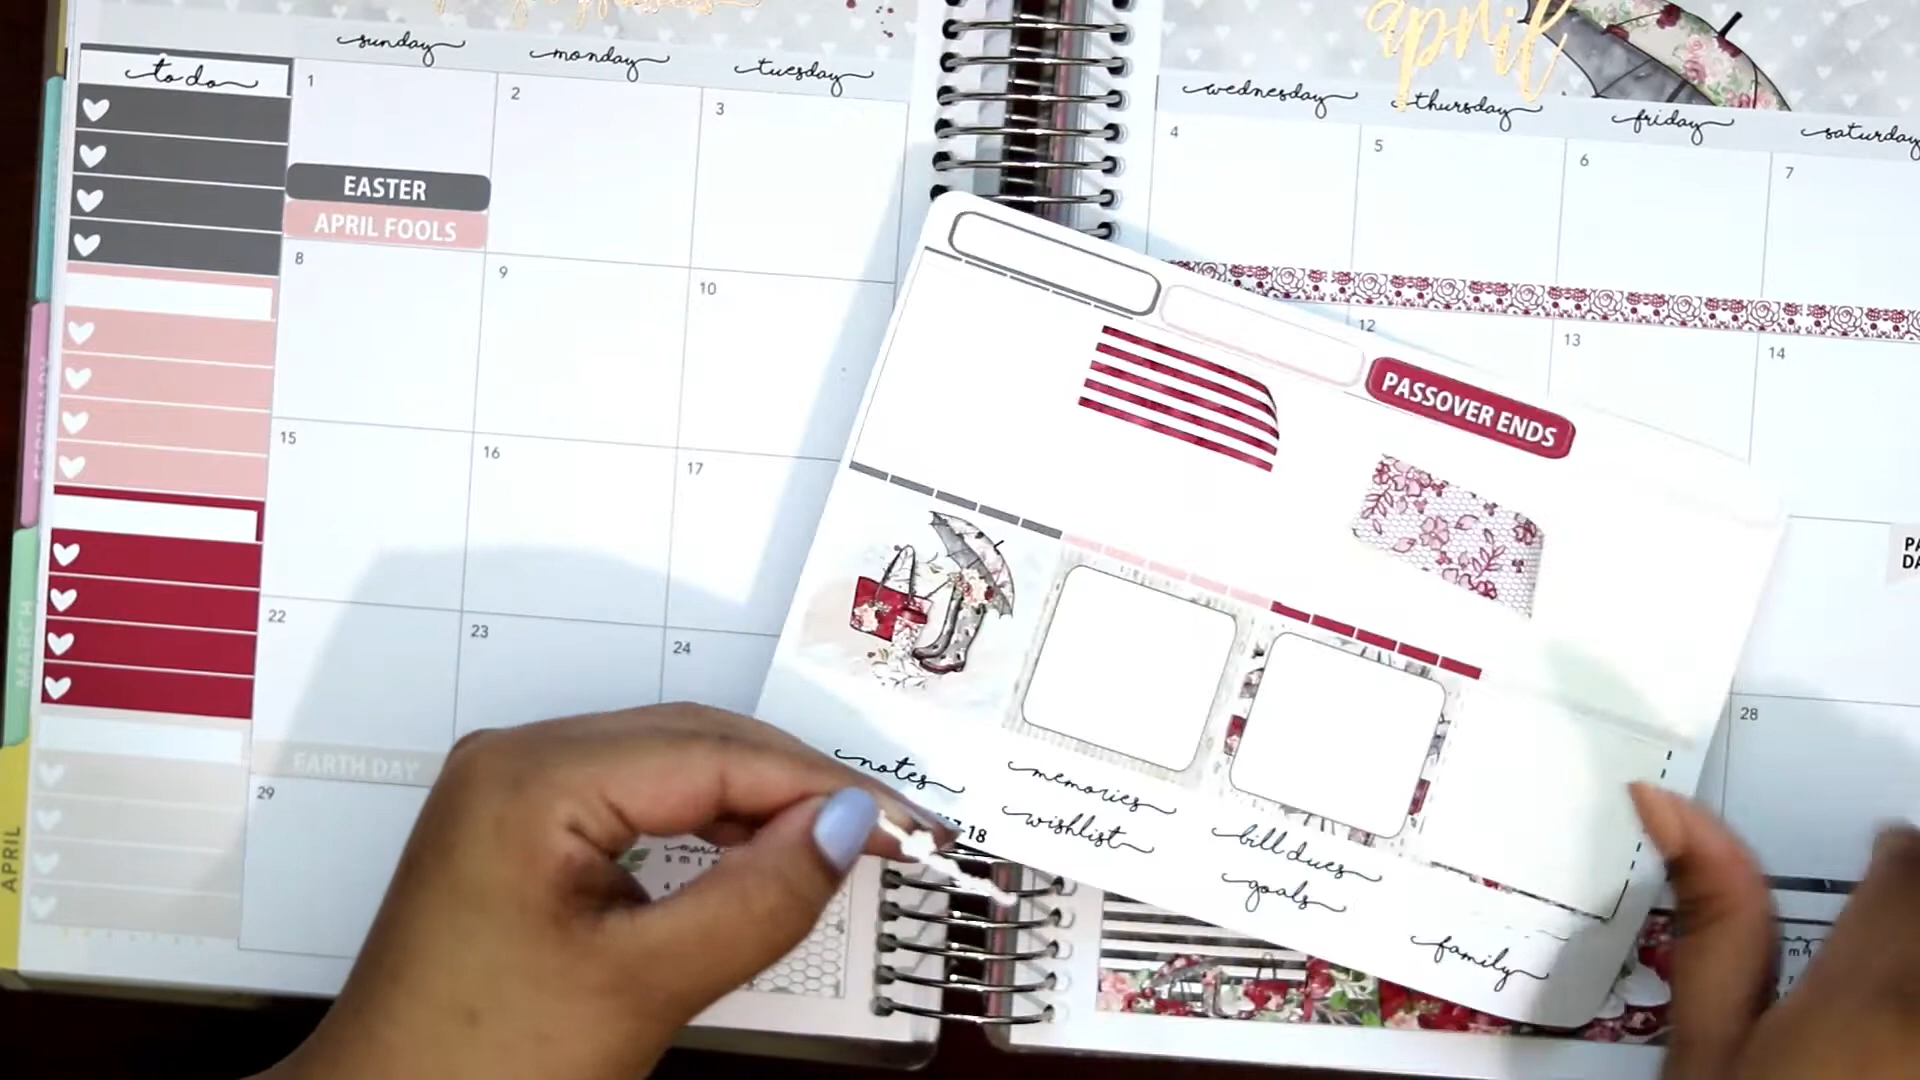 april
sunday
monday
tuesday
wednesday
thursday
friday
saturday
to do
1
2
3
4
5
6
7
EASTER
APRIL FOOLS
8
9
10
12
13
14
PASSOVER ENDS
15
16
17
22
23
24
28
EARTH DAY
29
notes
memories
wishlist
bill dues
goals
family
-18
FEBRUARY
MARCH
APRIL